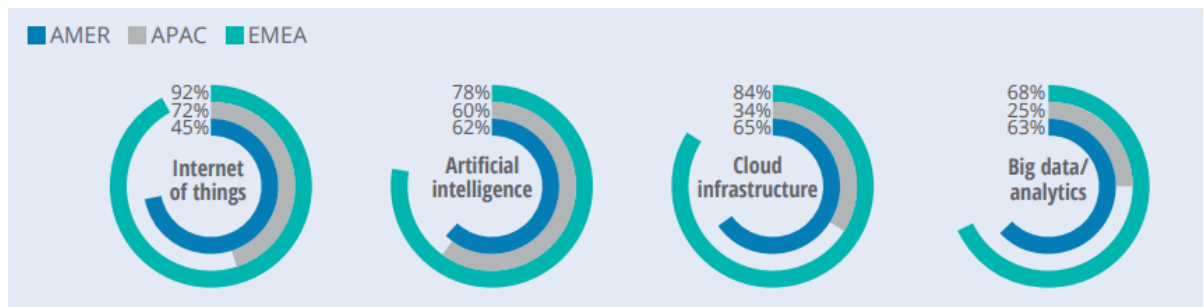 AMER APAC EMEA
92%
72%
45%
Internet
of things
78%
60%
62%
Artificial
intelligence
84%
34%
65%
Cloud
infrastructure
68%
25%
63%
Big data/
analytics